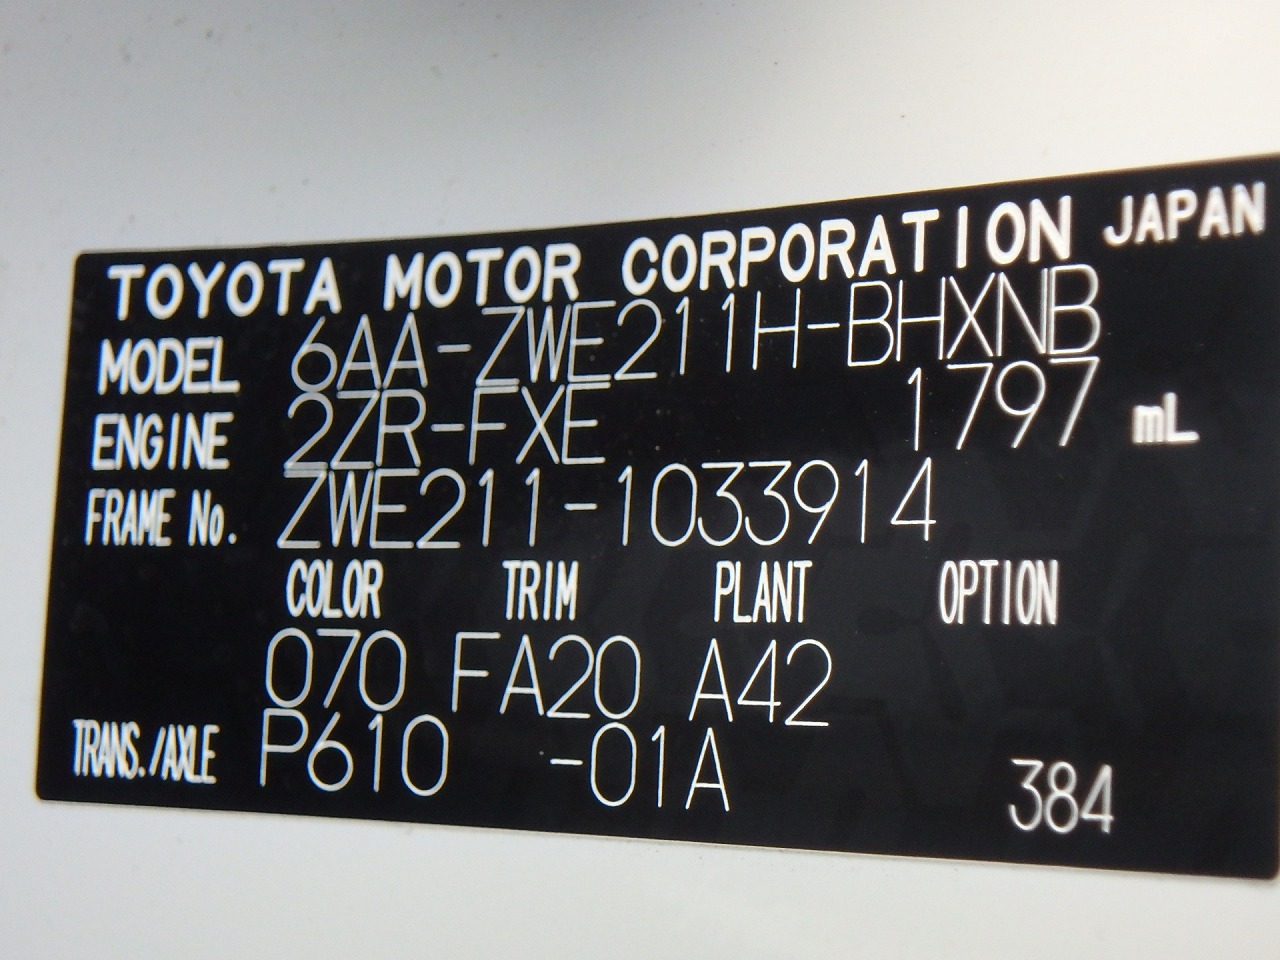 TOYOTA MOTOR CORPORATION JAPAN
MODEL 6AA-ZWE211H-BHXNB
ENGINE 2ZR-FXE 1797 mL
FRAME No. ZWE211-1033914
COLOR TRIM PLANT OPTION
070 FA20 A42
TRANS./AXLE P610 -01A 384